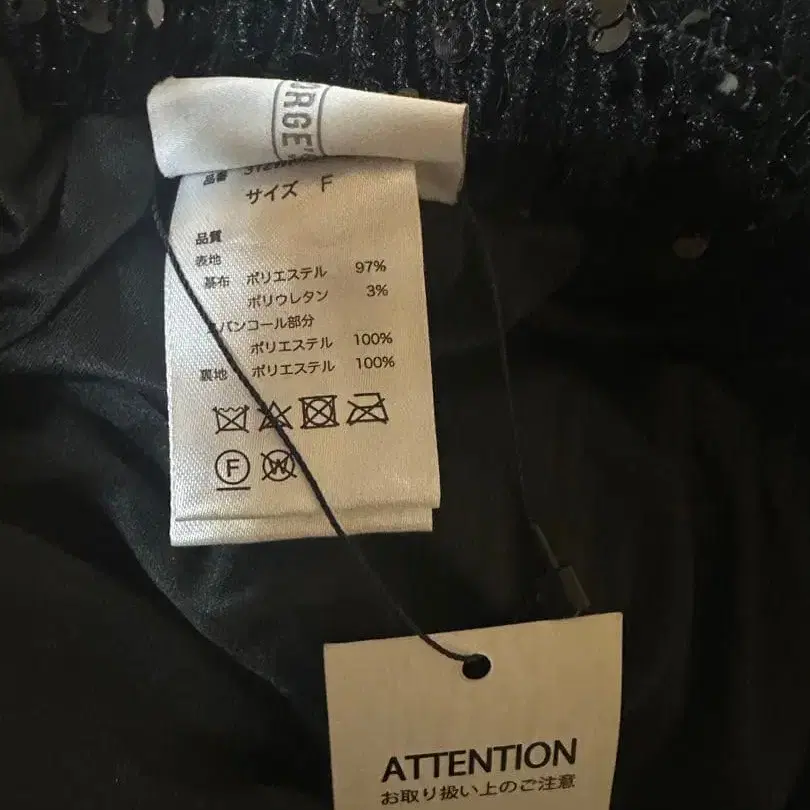 サイズ F
品質
表地
基布 ポリエステル 97%
ポリウレタン 3%
スパンコール部分
ポリエステル 100%
裏地 ポリエステル 100%
F
W
ATTENTION
お取り扱い上のご注意